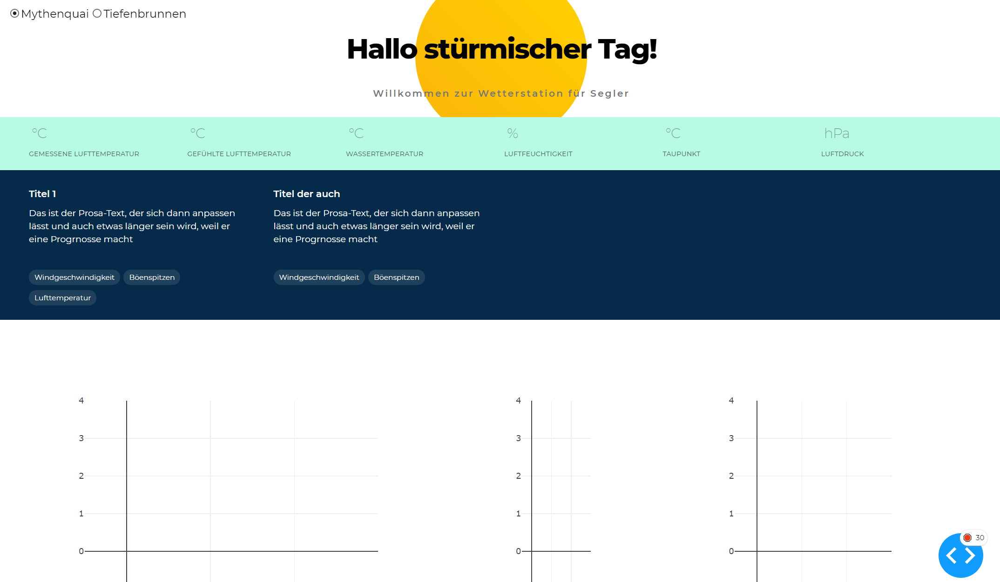 Mythenquai Tiefenbrunnen
Hallo stürmischer Tag!
Willkommen zur Wetterstation für Segler
°C °C °C % °C hPa
GEMESSENE LUFTTEMPERATUR GEFÜHLTE LUFTTEMPERATUR WASSERTEMPERATUR LUFTFEUCHTIGKEIT TAUPUNKT LUFTDRUCK
Titel 1
Das ist der Prosa-Text, der sich dann anpassen
lässt und auch etwas länger sein wird, weil er
eine Progrnosse macht
Windgeschwindigkeit Böenspitzen
Lufttemperatur
Titel der auch
Das ist der Prosa-Text, der sich dann anpassen
lässt und auch etwas länger sein wird, weil er
eine Progrnosse macht
Windgeschwindigkeit Böenspitzen
4 4 4
3 3 3
2 2 2
1 1 1
30
0 0 0